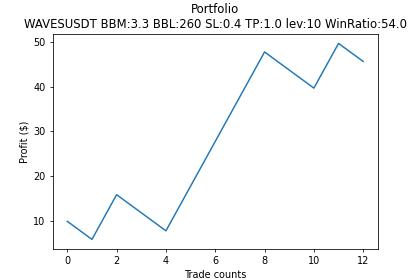 Portfolio
WAVESUSDT BBM:3.3 BBL:260 SL:0.4 TP:1.0 lev:10 WinRatio:54.0
50
40
30
20
10
Profit ($)
0 2 4 6 8 10 12
Trade counts